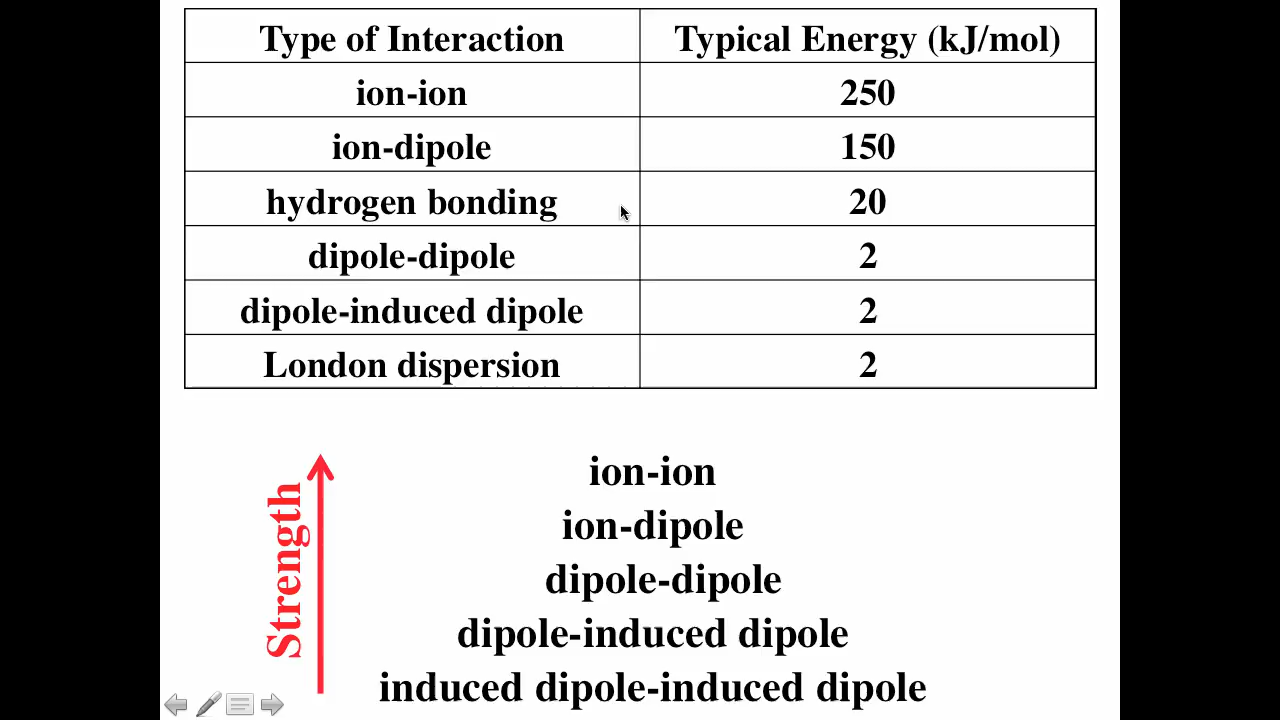 Type of Interaction Typical Energy (kJ/mol)
ion-ion 250
ion-dipole 150
hydrogen bonding 20
dipole-dipole 2
dipole-induced dipole 2
London dispersion 2
Strength
ion-ion
ion-dipole
dipole-dipole
dipole-induced dipole
induced dipole-induced dipole